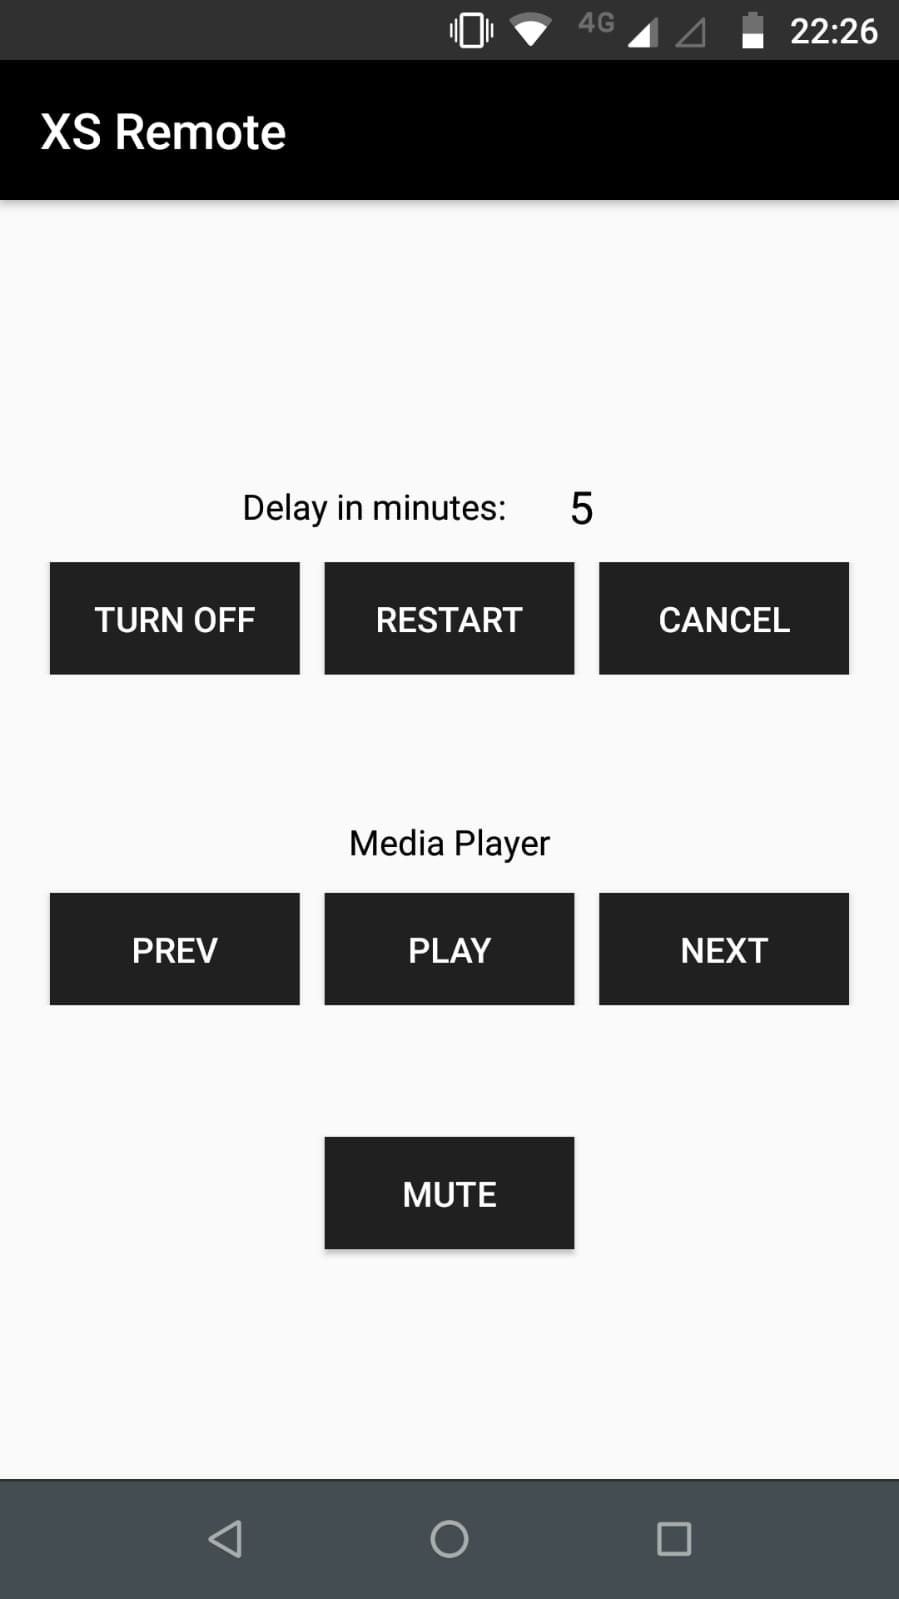 4G 22:26
XS Remote
Delay in minutes: 5
TURN OFF RESTART CANCEL
Media Player
PREV PLAY NEXT
MUTE